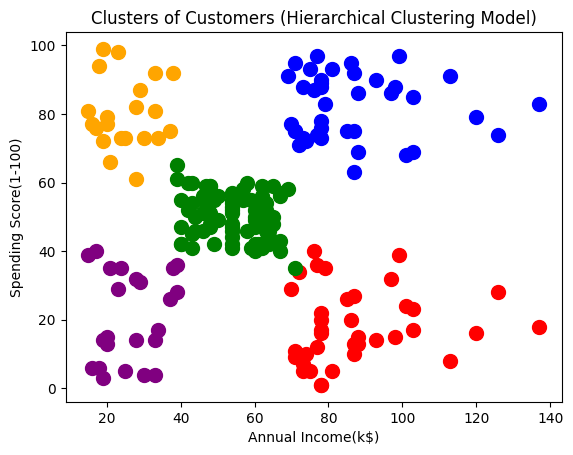 Clusters of Customers (Hierarchical Clustering Model)
100
80
60
40
20
0
Spending Score(1-100)
20 40 60 80 100 120 140
Annual Income(k$)